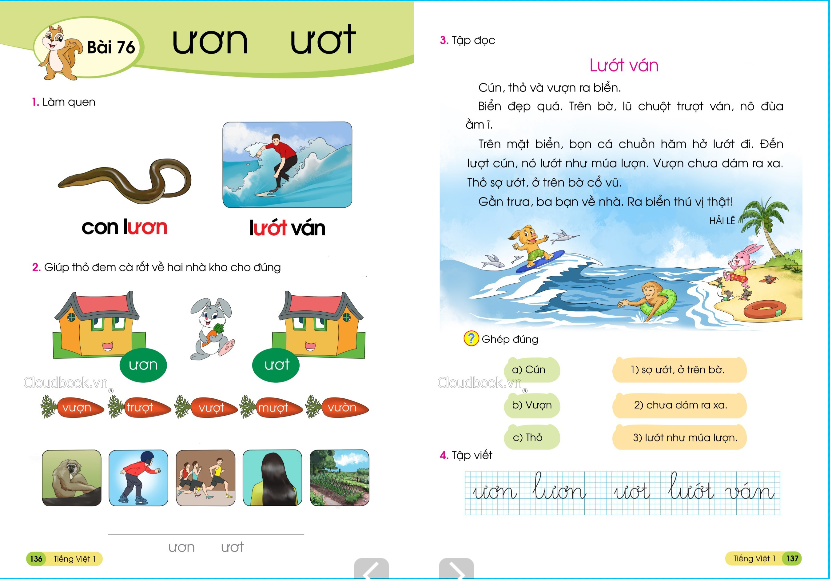 Bài 76
ươn ươt
1. Làm quen
con lươn
lướt ván
2. Giúp thỏ đem cà rốt về hai nhà kho cho đúng
ươn
ươt
Cloudbook.vn
vượn
trượt
vượt
mượt
vườn
ươn ươt
136 Tiếng Việt 1
3. Tập đọc
Lướt ván
Cún, thỏ và vượn ra biển.
Biển đẹp quá. Trên bờ, lũ chuột trượt ván, nô đùa
ầm ĩ.
Trên mặt biển, bọn cá chuồn hăm hở lướt đi. Đến
lượt cún, nó lướt như múa lượn. Vượn chưa dám ra xa.
Thỏ sợ ướt, ở trên bờ cổ vũ.
Gần trưa, ba bạn về nhà. Ra biển thú vị thật!
HẢI LÊ
? Ghép đúng
a) Cún
1) sợ ướt, ở trên bờ.
Cloudbook.vn
b) Vượn
2) chưa dám ra xa.
c) Thỏ
3) lướt như múa lượn.
4. Tập viết
ươn lươn ươt lướt ván
Tiếng Việt 1 137